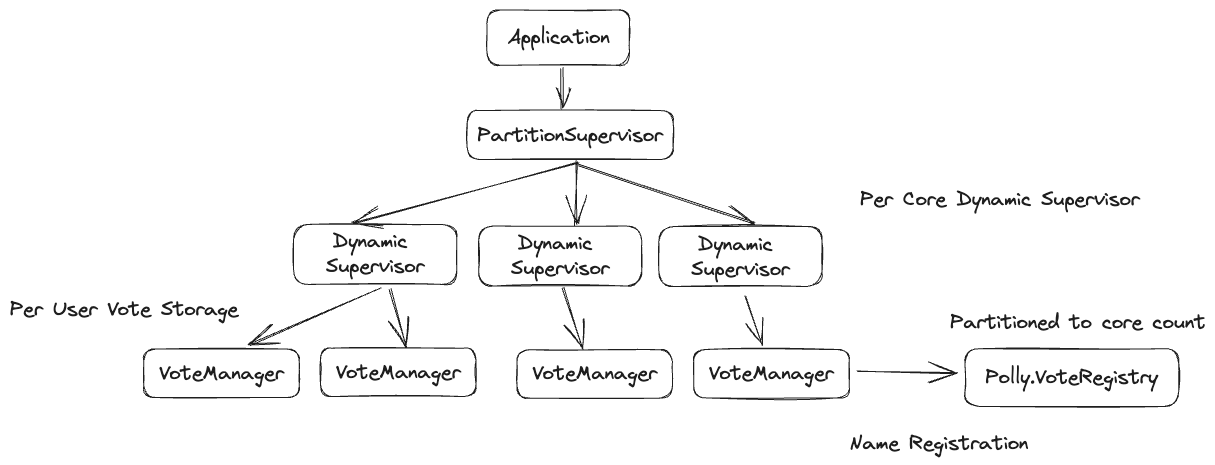 Application
PartitionSupervisor
Per Core Dynamic Supervisor
Dynamic
Supervisor
Dynamic
Supervisor
Dynamic
Supervisor
Per User Vote Storage
Partitioned to core count
VoteManager
VoteManager
VoteManager
VoteManager
Polly.VoteRegistry
Name Registration